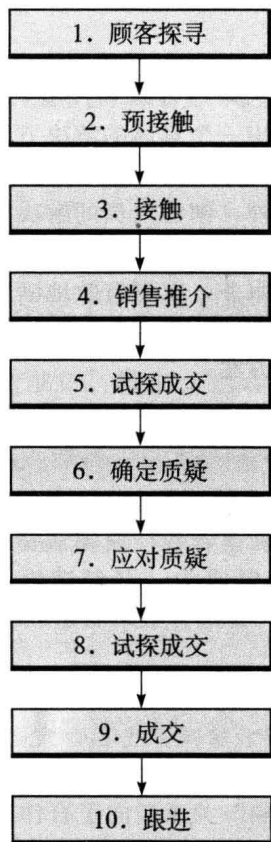 1. 顾客探寻
2. 预接触
3. 接触
4. 销售推介
5. 试探成交
6. 确定质疑
7. 应对质疑
8. 试探成交
9. 成交
10. 跟进